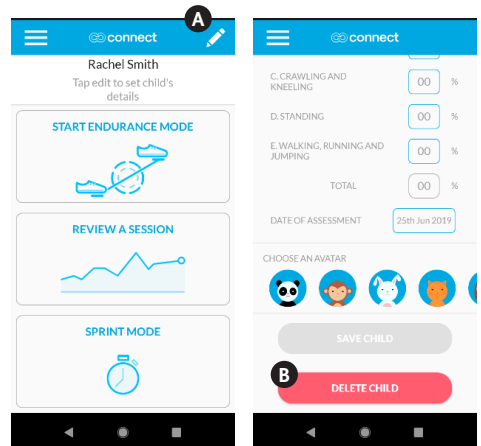 A
connect
Rachel Smith
Tap edit to set child's
details
START ENDURANCE MODE
REVIEW A SESSION
SPRINT MODE
connect
C. CRAWLING AND
KNEELING
00 %
D. STANDING
00 %
E. WALKING, RUNNING AND
JUMPING
00 %
TOTAL
00 %
DATE OF ASSESSMENT
25th Jun 2019
CHOOSE AN AVATAR
SAVE CHILD
B
DELETE CHILD